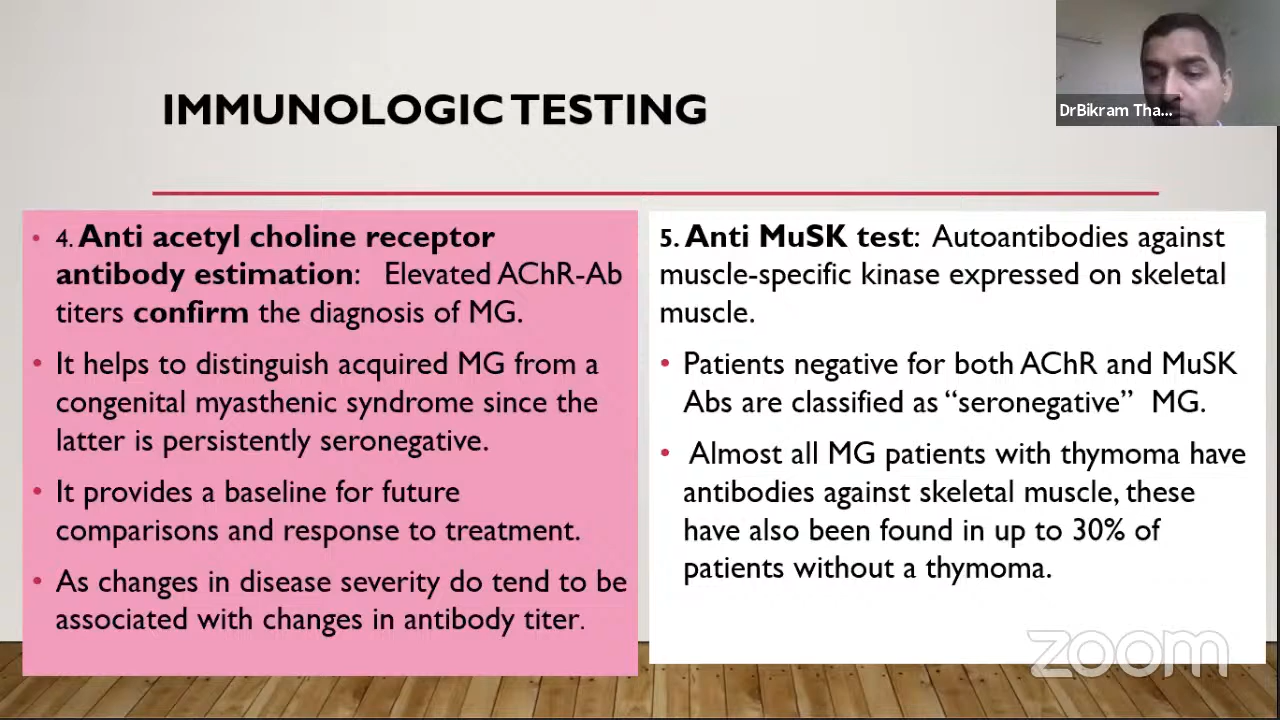 IMMUNOLOGIC TESTING
DrBikram Tha...
• 4. Anti acetyl choline receptor
antibody estimation: Elevated AChR-Ab
titers confirm the diagnosis of MG.
• It helps to distinguish acquired MG from a
congenital myasthenic syndrome since the
latter is persistently seronegative.
• It provides a baseline for future
comparisons and response to treatment.
• As changes in disease severity do tend to be
associated with changes in antibody titer.
5. Anti MuSK test: Autoantibodies against
muscle-specific kinase expressed on skeletal
muscle.
• Patients negative for both AChR and MuSK
Abs are classified as “seronegative” MG.
• Almost all MG patients with thymoma have
antibodies against skeletal muscle, these
have also been found in up to 30% of
patients without a thymoma.
zoom